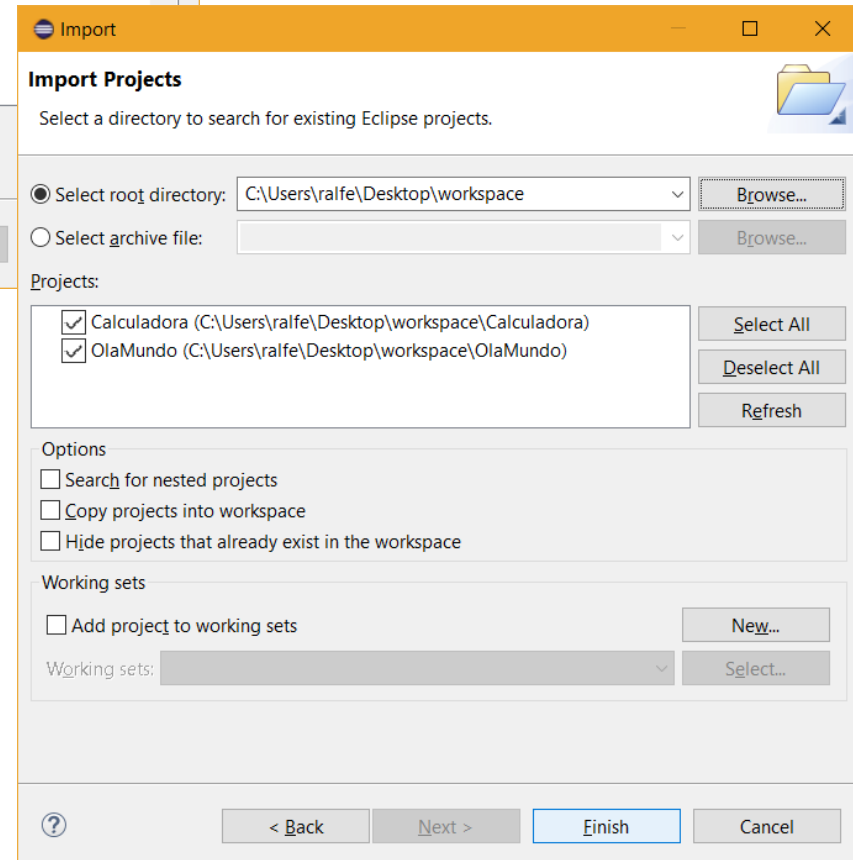 Import
Import Projects
Select a directory to search for existing Eclipse projects.
Select root directory: C:\Users\ralfe\Desktop\workspace Browse...
Select archive file: Browse...
Projects:
Calculadora (C:\Users\ralfe\Desktop\workspace\Calculadora) Select All
OlaMundo (C:\Users\ralfe\Desktop\workspace\OlaMundo)
Deselect All
Refresh
Options
Search for nested projects
Copy projects into workspace
Hide projects that already exist in the workspace
Working sets
Add project to working sets New...
Working sets: Select...
? < Back Next > Finish Cancel